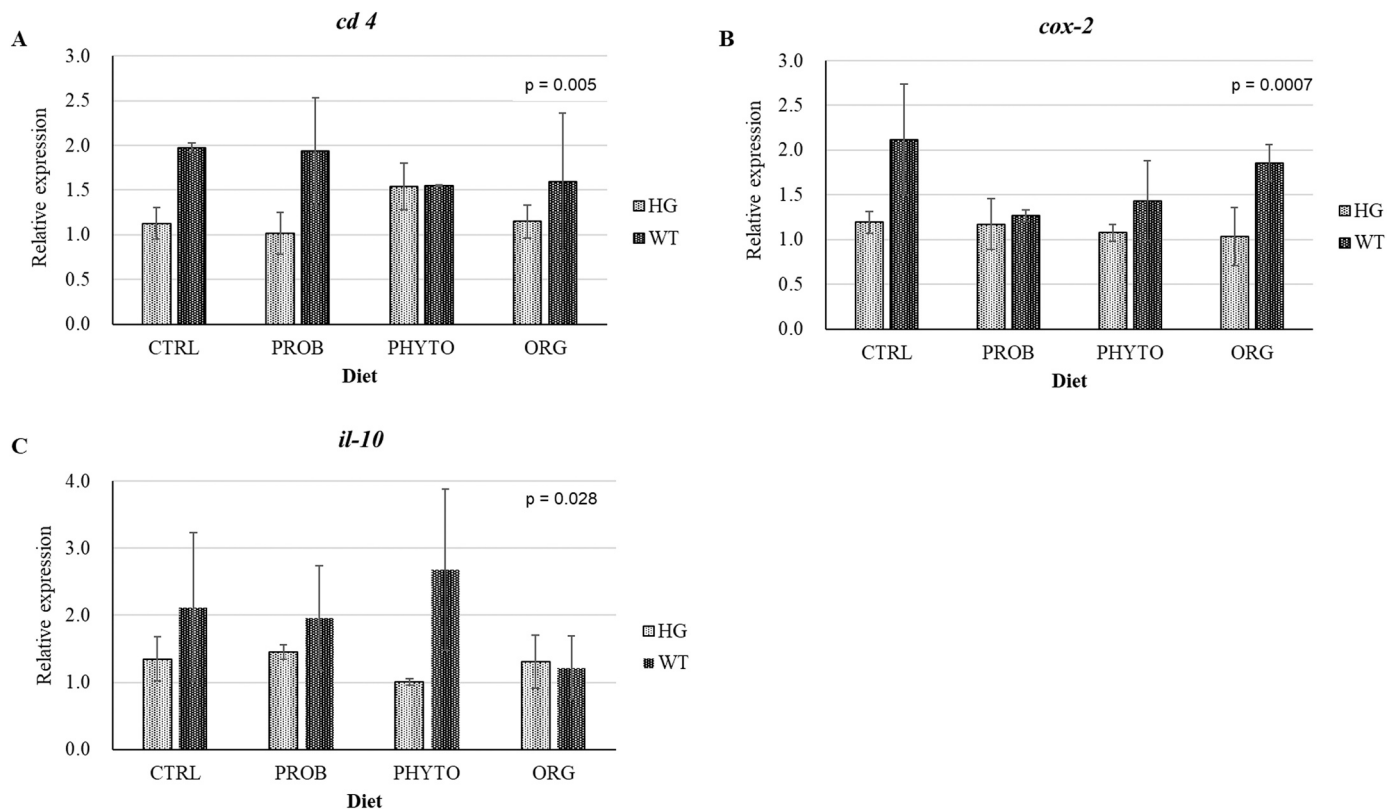 A
cd 4
3.0
2.5
2.0
1.5
1.0
0.5
0.0
Relative expression
p = 0.005
HG
WT
CTRL PROB PHYTO ORG
Diet
B
cox-2
3.0
2.5
2.0
1.5
1.0
0.5
0.0
Relative expression
p = 0.0007
HG
WT
CTRL PROB PHYTO ORG
Diet
C
il-10
4.0
3.0
2.0
1.0
0.0
Relative expression
p = 0.028
HG
WT
CTRL PROB PHYTO ORG
Diet